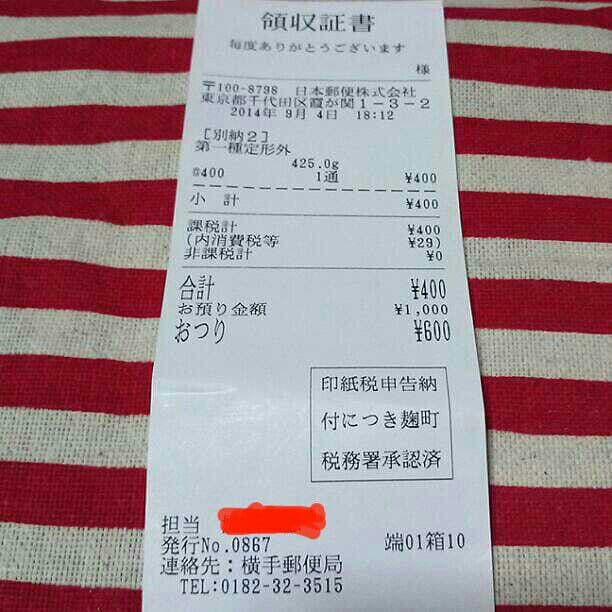 領収証書
毎度ありがとうございます
様
〒100-8798 日本郵便株式会社
東京都千代田区霞が関1-3-2
2014年 9月 4日 18:12
[別納2]
第一種定形外
425.0g
@400 1通 ¥400
小 計 ¥400
課税計 ¥400
(内消費税等 ¥29)
非課税計 ¥0
合計 ¥400
お預り金額 ¥1,000
おつり ¥600
印紙税申告納
付につき麹町
税務署承認済
担当
発行No.0867 端01箱10
連絡先:横手郵便局
TEL:0182-32-3515